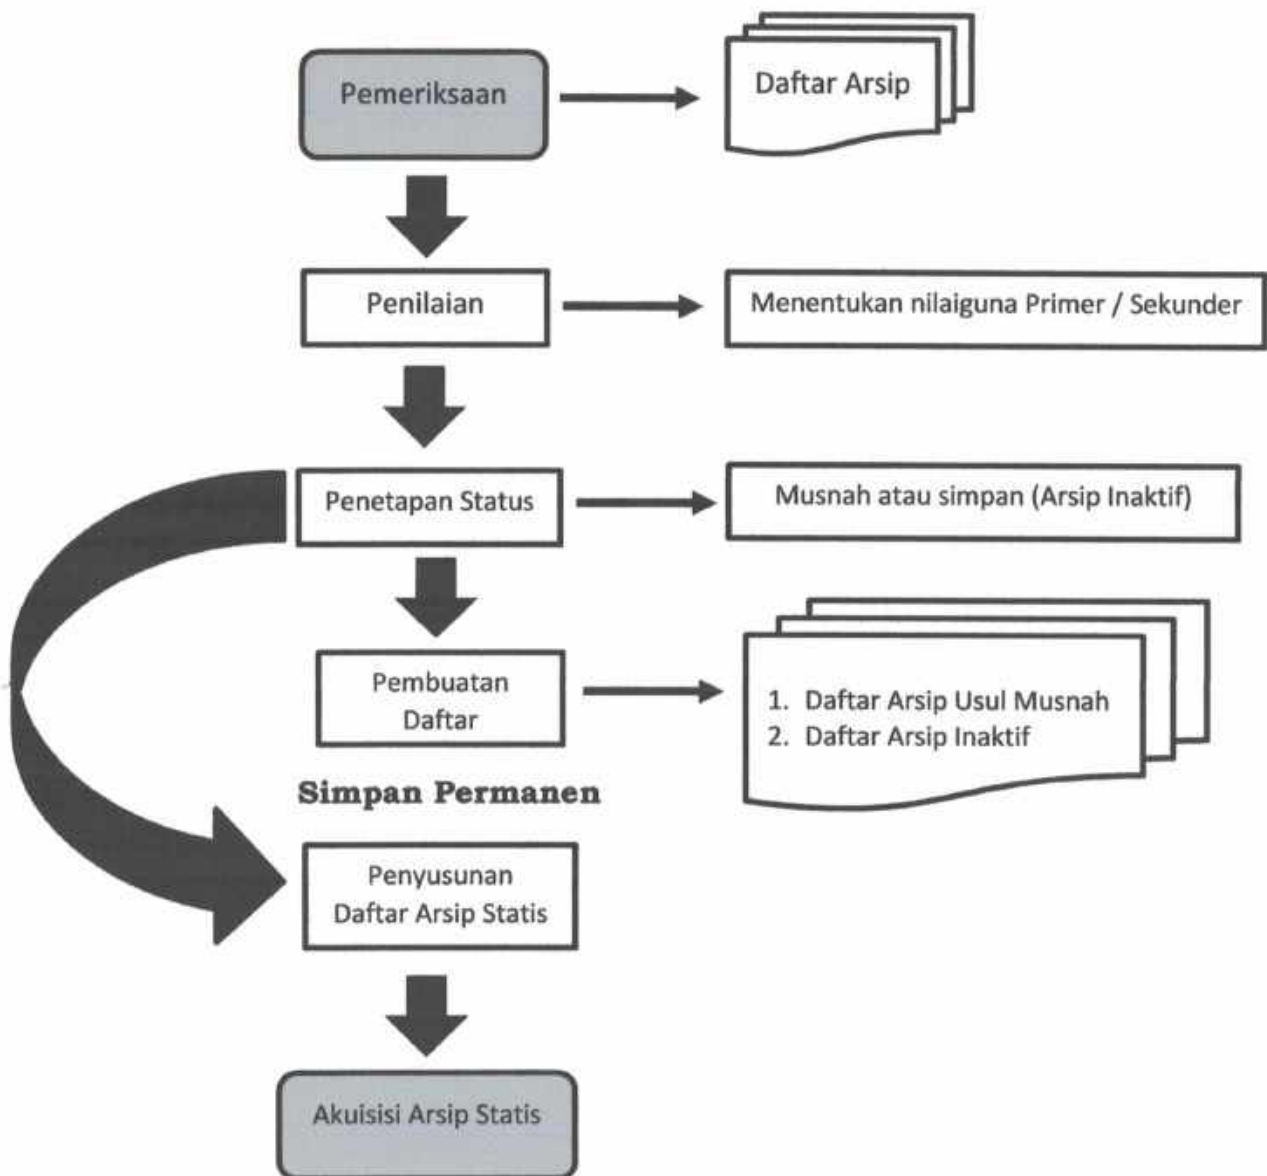 Pemeriksaan
Daftar Arsip
Penilaian
Menentukan nilaiguna Primer / Sekunder
Penetapan Status
Musnah atau simpan (Arsip Inaktif)
Pembuatan
Daftar
1. Daftar Arsip Usul Musnah
2. Daftar Arsip Inaktif
Simpan Permanen
Penyusunan
Daftar Arsip Statis
Akuisisi Arsip Statis